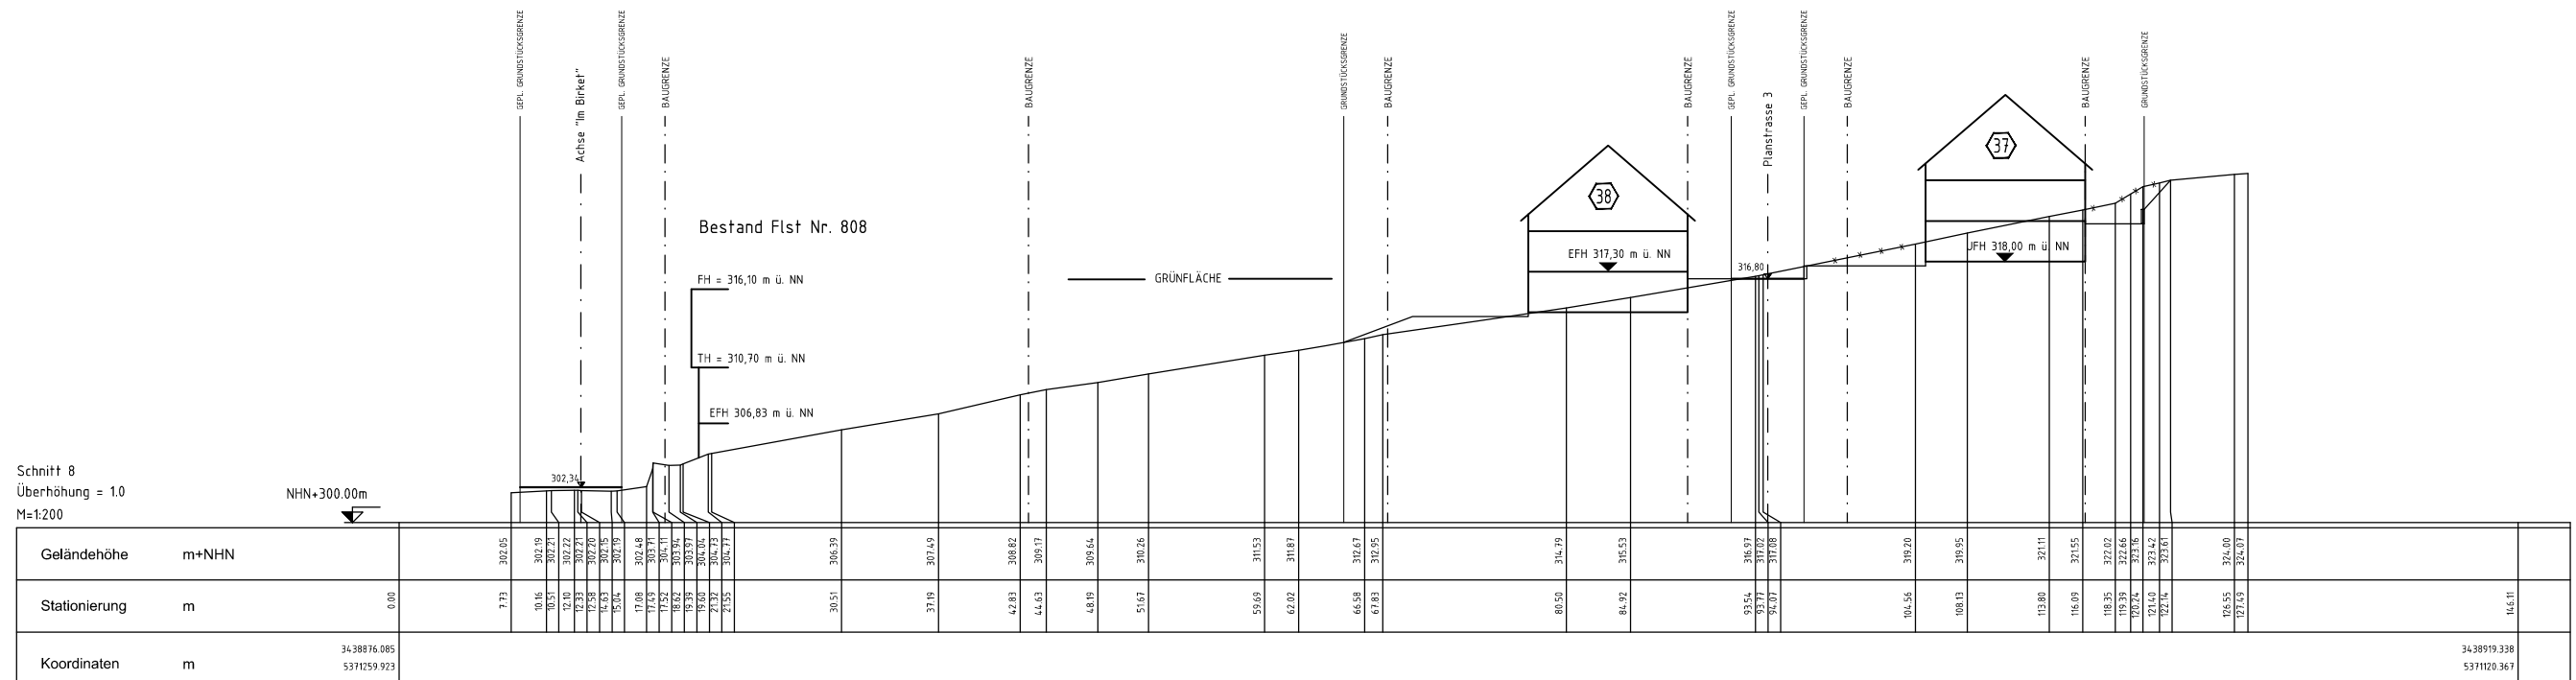 GEPL. GRUNDSTÜCKSGRENZE
Achse "Im Birket"
GEPL. GRUNDSTÜCKSGRENZE
BAUGRENZE
BAUGRENZE
GRUNDSTÜCKSGRENZE
BAUGRENZE
BAUGRENZE
GEPL. GRUNDSTÜCKSGRENZE
Planstrasse 3
GEPL. GRUNDSTÜCKSGRENZE
BAUGRENZE
BAUGRENZE
GRUNDSTÜCKSGRENZE
37
38
Bestand Flst Nr. 808
FH = 316,10 m ü. NN
GRÜNFLÄCHE
EFH 317,30 m ü. NN
316,80
UFH 318,00 m ü. NN
TH = 310,70 m ü. NN
EFH 306,83 m ü. NN
302,34
Schnitt 8
Überhöhung = 1.0
M=1:200
NHN+300.00m
Geländehöhe m+NHN 302.05 302.19 302.21 302.22 302.21 302.20 302.15 302.19 302.48 303.71 304.11 303.94 303.97 304.04 304.73 304.77 306.39 307.49 308.82 309.17 309.64 310.26 311.53 311.87 312.67 312.95 314.79 315.53 316.97 317.02 317.08 319.20 319.95 321.11 321.55 322.02 322.66 323.16 323.42 323.61 324.00 324.07
Stationierung m 0.00 7.73 10.16 10.51 12.10 12.33 12.58 14.63 15.04 17.08 17.49 17.52 18.62 19.39 19.60 21.32 21.55 30.51 37.19 42.83 44.63 48.19 51.67 59.69 62.02 66.58 67.83 80.50 84.92 93.54 93.77 94.07 104.56 108.13 113.80 116.09 118.35 119.39 120.24 121.40 122.14 126.55 127.49 146.11
Koordinaten m
3438876.085
5371259.923
3438919.338
5371120.367